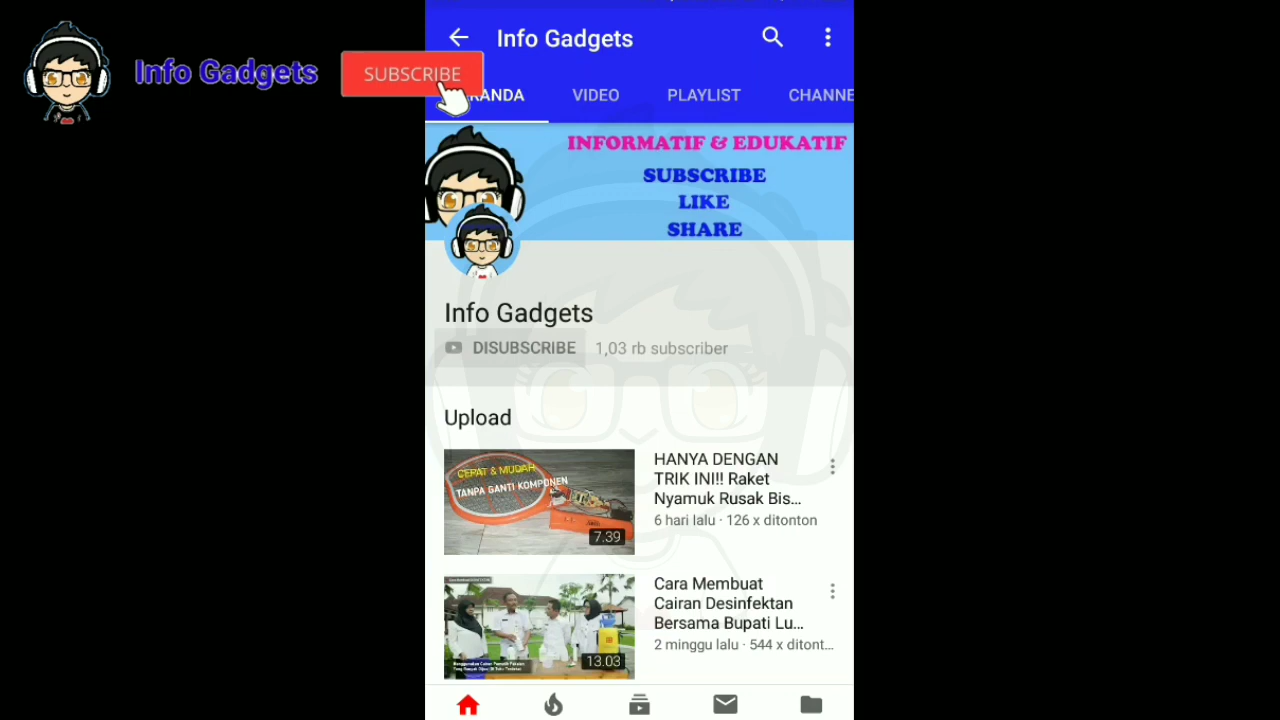 Info Gadgets
SUBSCRIBE
Info Gadgets
RANDA VIDEO PLAYLIST CHANNE
INFORMATIF & EDUKATIF
SUBSCRIBE
LIKE
SHARE
Info Gadgets
DISUBSCRIBE 1,03 rb subscriber
Upload
CEPAT & MUDAH
TANPA GANTI KOMPONEN
7.39
HANYA DENGAN
TRIK INI!! Raket
Nyamuk Rusak Bis...
6 hari lalu · 126 x ditonton
13.03
Cara Membuat
Cairan Desinfektan
Bersama Bupati Lu...
2 minggu lalu · 544 x ditont...